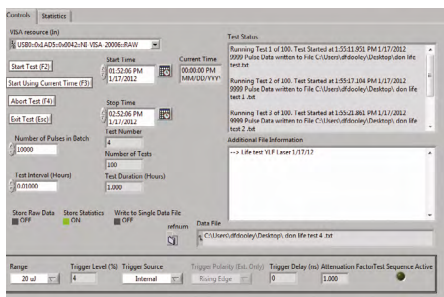 Controls
Statistics
VISA resource (In)
USB0::0x1AD5::0x0042::NI-VISA-20006::RAW
Start Test (F2)
Start Using Current Time (F3)
Abort Test (F4)
Exit Test (Esc)
Start Time
01:52:06 PM
1/17/2012
Current Time
00:00:00 PM
MM/DD/YYYY
Stop Time
02:52:06 PM
1/17/2012
Number of Pulses in Batch
10000
Test Number
4
Number of Tests
100
Test Interval (Hours)
0.01000
Test Duration (Hours)
1.000
Store Raw Data
OFF
Store Statistics
ON
Write to Single Data File
OFF
refnum
Data File
C:\Users\dfdooley\Desktop\ don life test 4 .txt
Test Status
Running Test 1 of 100. Test Started at 1:55:11.951 PM 1/17/2012
9999 Pulse Data written to File C:\Users\dfdooley\Desktop\ don life
test.txt
Running Test 2 of 100. Test Started at 1:55:17.104 PM 1/17/2012
9999 Pulse Data written to File C:\Users\dfdooley\Desktop\ don life
test 1 .txt
Running Test 3 of 100. Test Started at 1:55:21.861 PM 1/17/2012
9999 Pulse Data written to File C:\Users\dfdooley\Desktop\ don life
test 2 .txt
Additional File Information
--> Life test YLF Laser 1/17/12
Range
20 uJ
Trigger Level (%)
4
Trigger Source
Internal
Trigger Polarity (Ext. Only)
Rising Edge
Trigger Delay (ms)
0
Attenuation Factor
1.000
Test Sequence Active